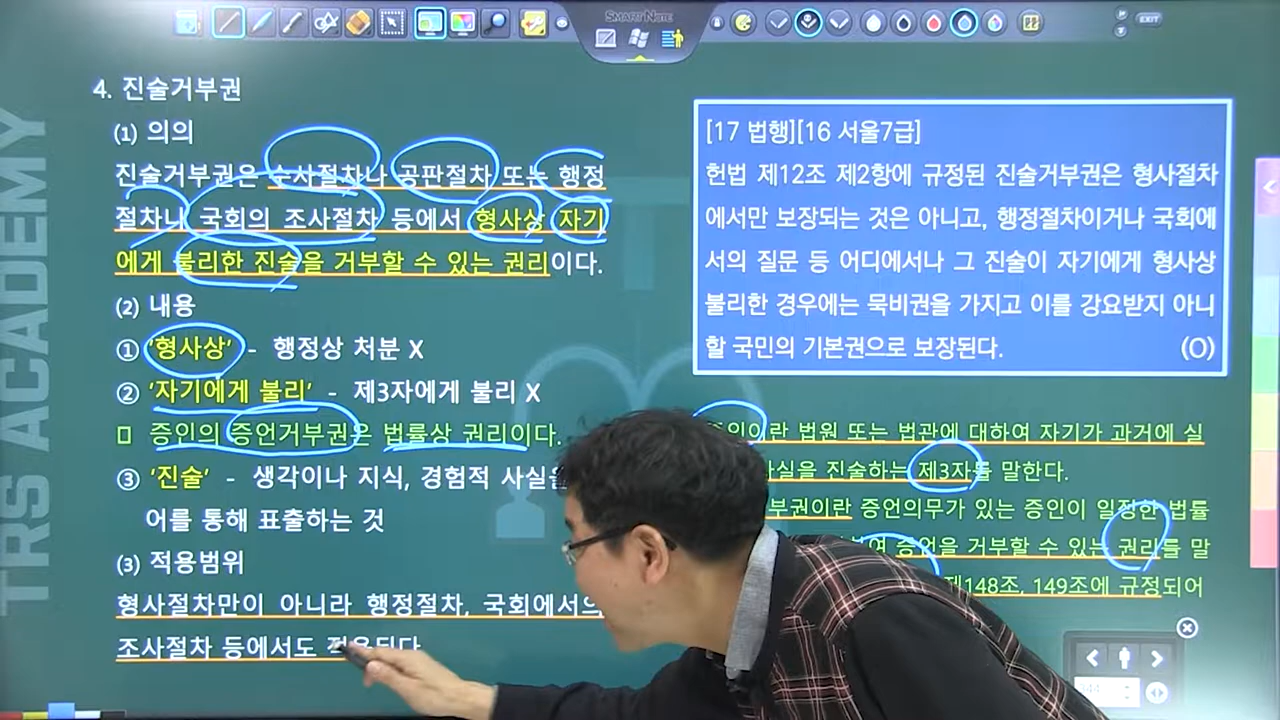 SMART NOTE
EXIT
TRS ACADEMY
4. 진술거부권
(1) 의의
진술거부권은 수사절차나 공판절차 또는 행정
절차나 국회의 조사절차 등에서 형사상 자기
에게 불리한 진술을 거부할 수 있는 권리이다.
(2) 내용
① '형사상' - 행정상 처분 X
② '자기에게 불리' - 제3자에게 불리 X
증인의 증언거부권은 법률상 권리이다.
③ '진술' - 생각이나 지식, 경험적 사실을
어를 통해 표출하는 것
(3) 적용범위
형사절차만이 아니라 행정절차, 국회에서의
조사절차 등에서도 적용된다
[17 법행][16 서울7급]
헌법 제12조 제2항에 규정된 진술거부권은 형사절차
에서만 보장되는 것은 아니고, 행정절차이거나 국회에
서의 질문 등 어디에서나 그 진술이 자기에게 형사상
불리한 경우에는 묵비권을 가지고 이를 강요받지 아니
할 국민의 기본권으로 보장된다. (O)
증인이란 법원 또는 법관에 대하여 자기가 과거에 실
사실을 진술하는 제3자를 말한다.
부권이란 증언의무가 있는 증인이 일정한 법률
증언을 거부할 수 있는 권리를 말
제148조, 149조에 규정되어